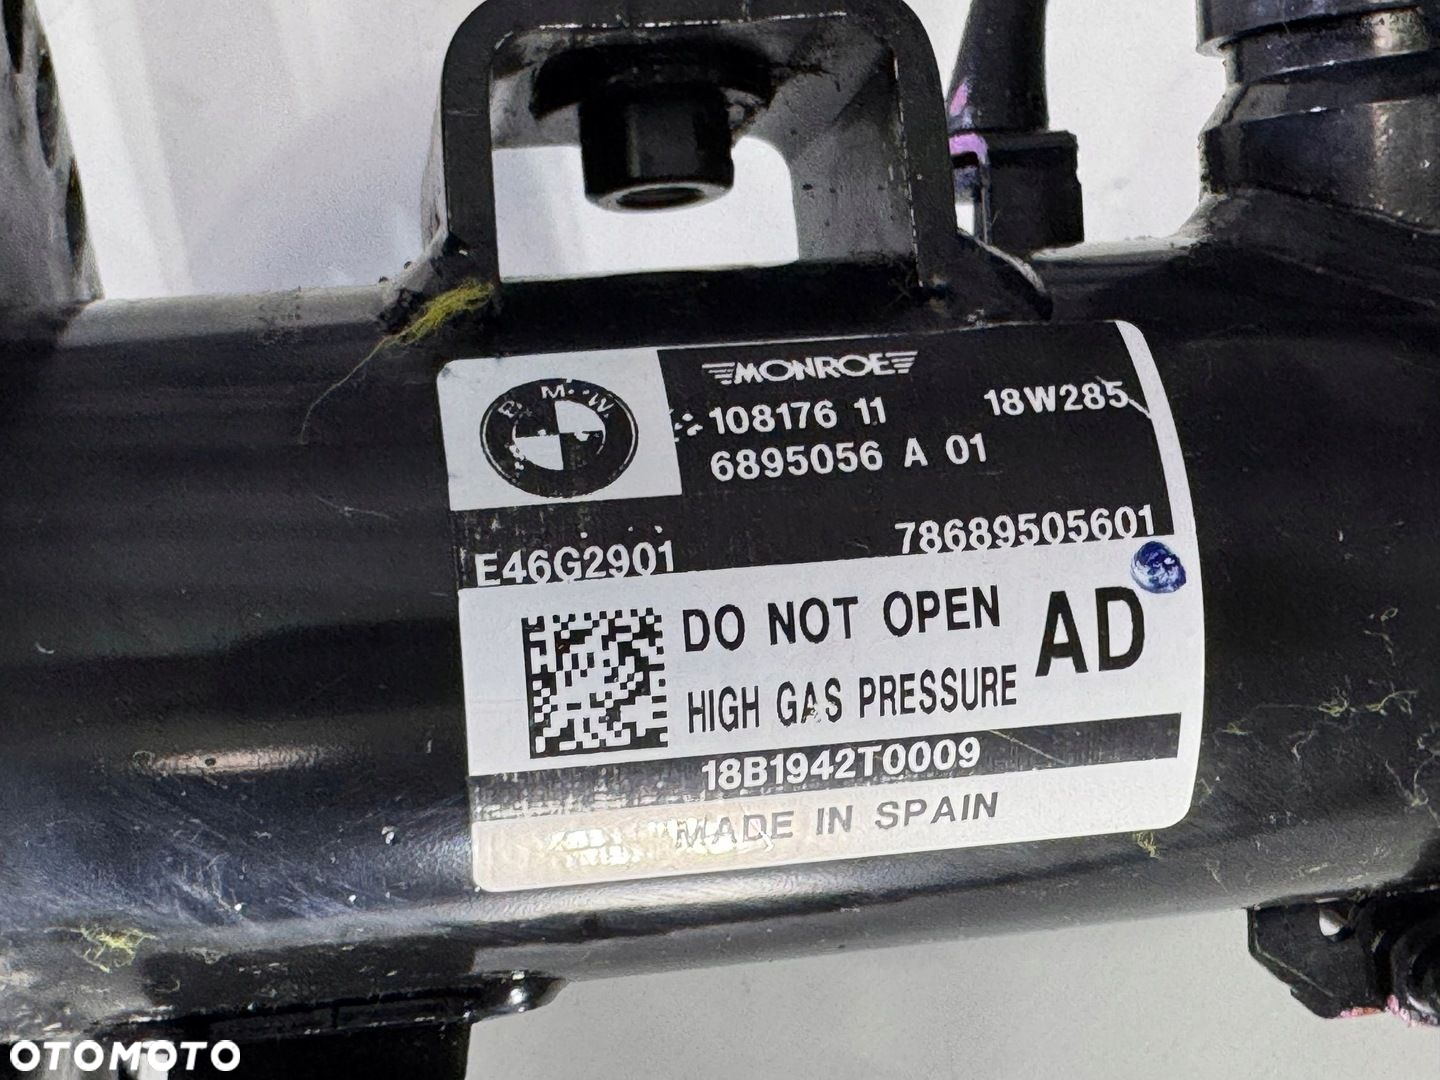 BMW
MONROE
108176 11 18W285
6895056 A 01
78689505601
E46G2901
DO NOT OPEN
AD
HIGH GAS PRESSURE
18B1942T0009
MADE IN SPAIN
OTOMOTO